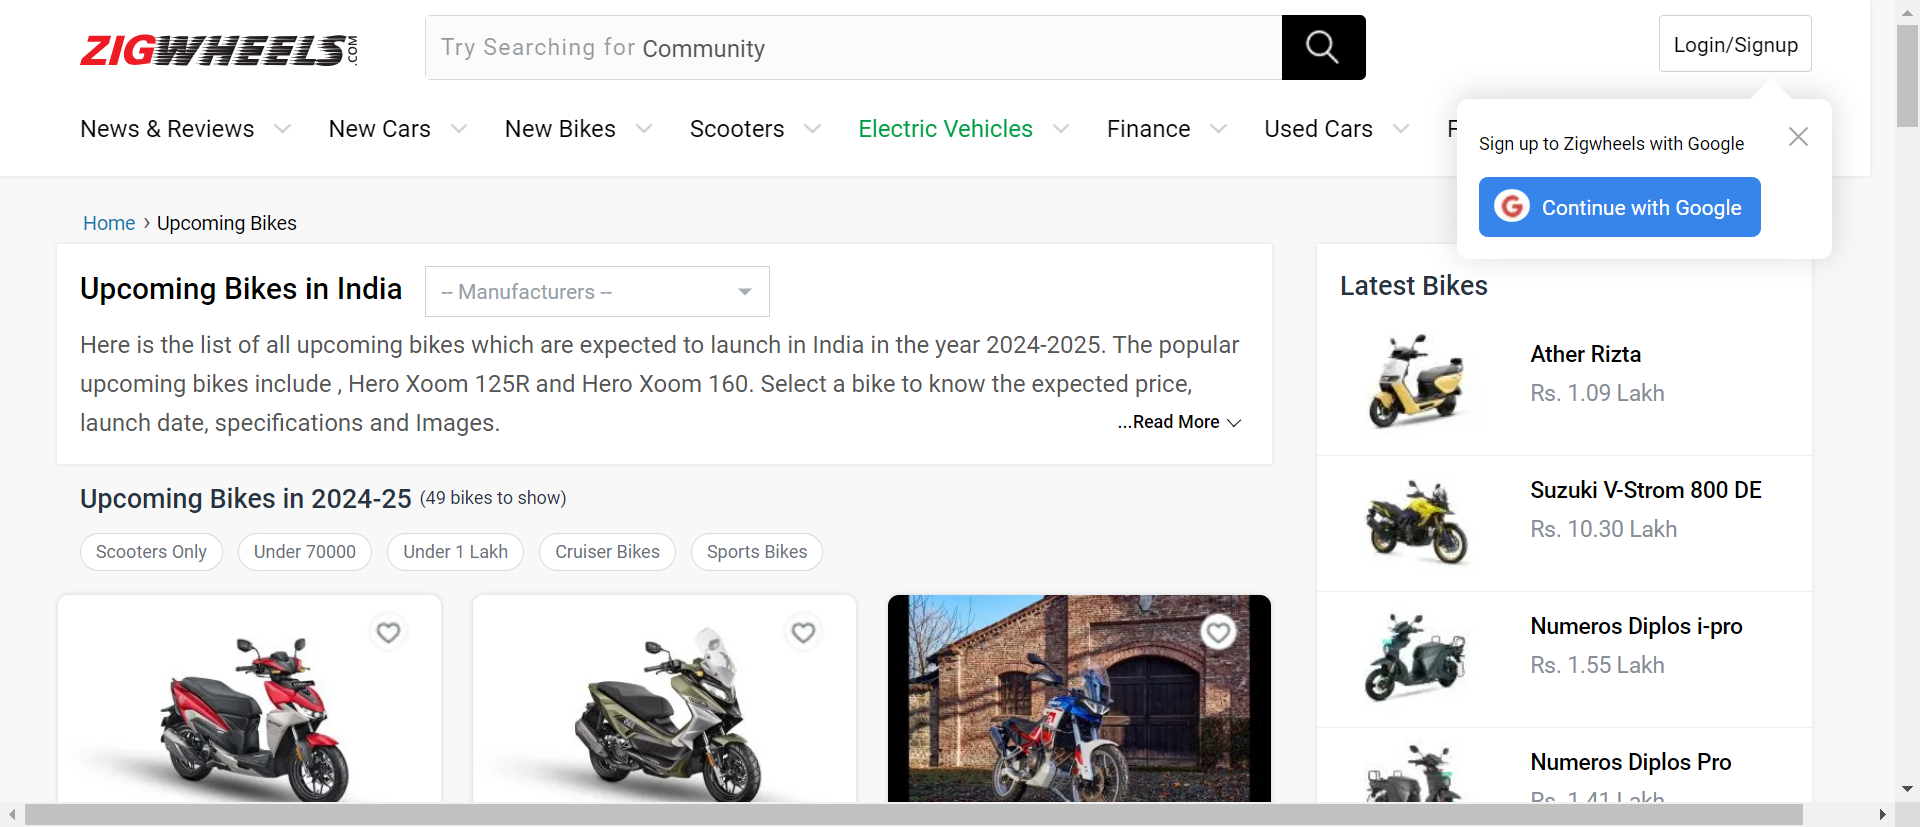 ZIGWHEELS.COM
Try Searching for Community
Login/Signup
News & Reviews
New Cars
New Bikes
Scooters
Electric Vehicles
Finance
Used Cars
Sign up to Zigwheels with Google
Continue with Google
Home › Upcoming Bikes
Upcoming Bikes in India
-- Manufacturers --
Here is the list of all upcoming bikes which are expected to launch in India in the year 2024-2025. The popular
upcoming bikes include , Hero Xoom 125R and Hero Xoom 160. Select a bike to know the expected price,
launch date, specifications and Images.
...Read More
Upcoming Bikes in 2024-25 (49 bikes to show)
Scooters Only
Under 70000
Under 1 Lakh
Cruiser Bikes
Sports Bikes
Latest Bikes
Ather Rizta
Rs. 1.09 Lakh
Suzuki V-Strom 800 DE
Rs. 10.30 Lakh
Numeros Diplos i-pro
Rs. 1.55 Lakh
Numeros Diplos Pro
Rs. 1.41 Lakh